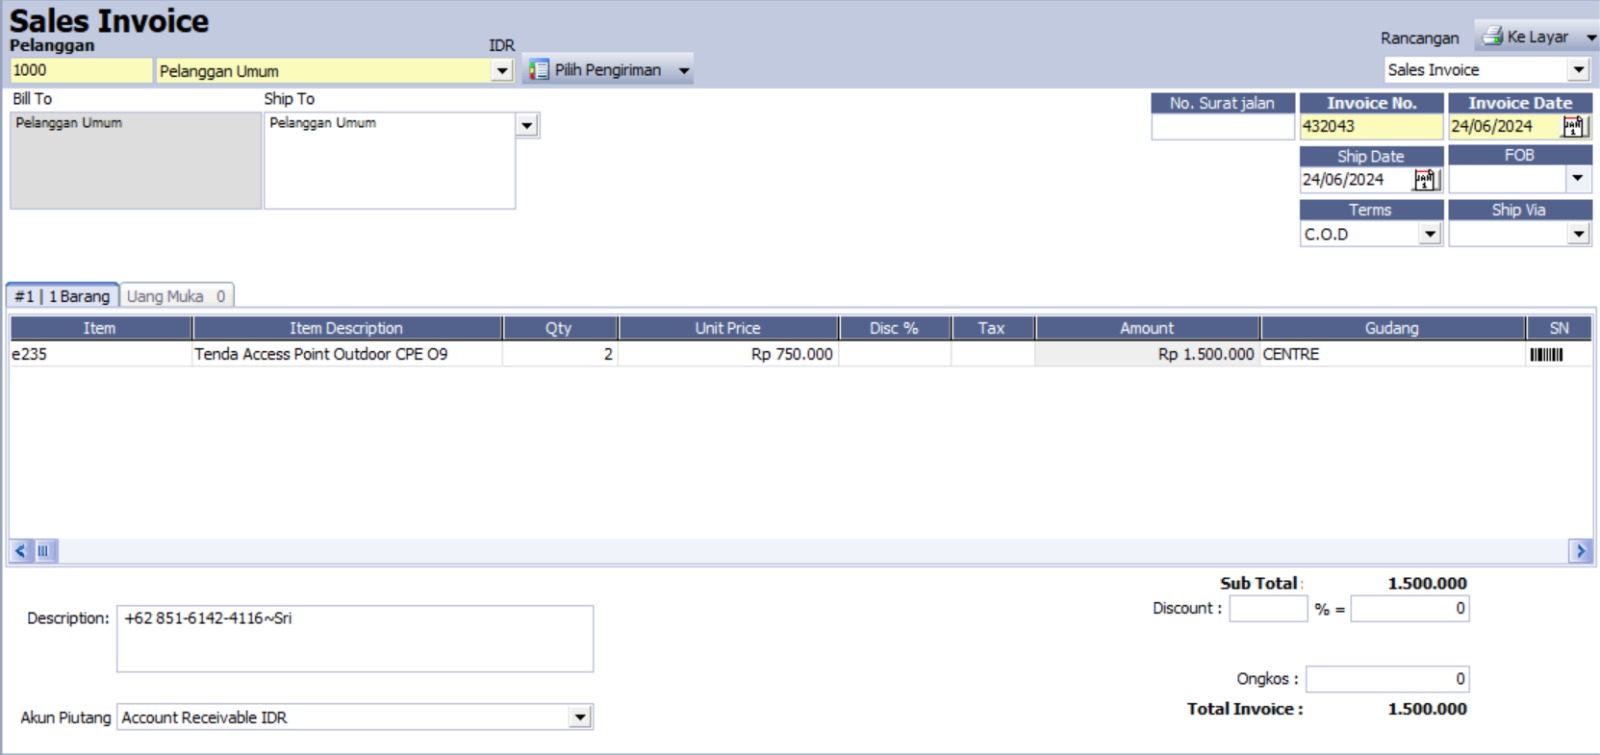 Sales Invoice
Pelanggan IDR Rancangan Ke Layar
1000 Pelanggan Umum Pilih Pengiriman Sales Invoice
Bill To Ship To No. Surat jalan Invoice No. Invoice Date
Pelanggan Umum Pelanggan Umum 432043 24/06/2024
Ship Date FOB
24/06/2024
Terms Ship Via
C.O.D
#1 | 1 Barang Uang Muka 0
Item Item Description Qty Unit Price Disc % Tax Amount Gudang SN
e235 Tenda Access Point Outdoor CPE O9 2 Rp 750.000 Rp 1.500.000 CENTRE
Sub Total : 1.500.000
Discount : % = 0
Description: +62 851-6142-4116~Sri
Ongkos : 0
Total Invoice : 1.500.000
Akun Piutang Account Receivable IDR